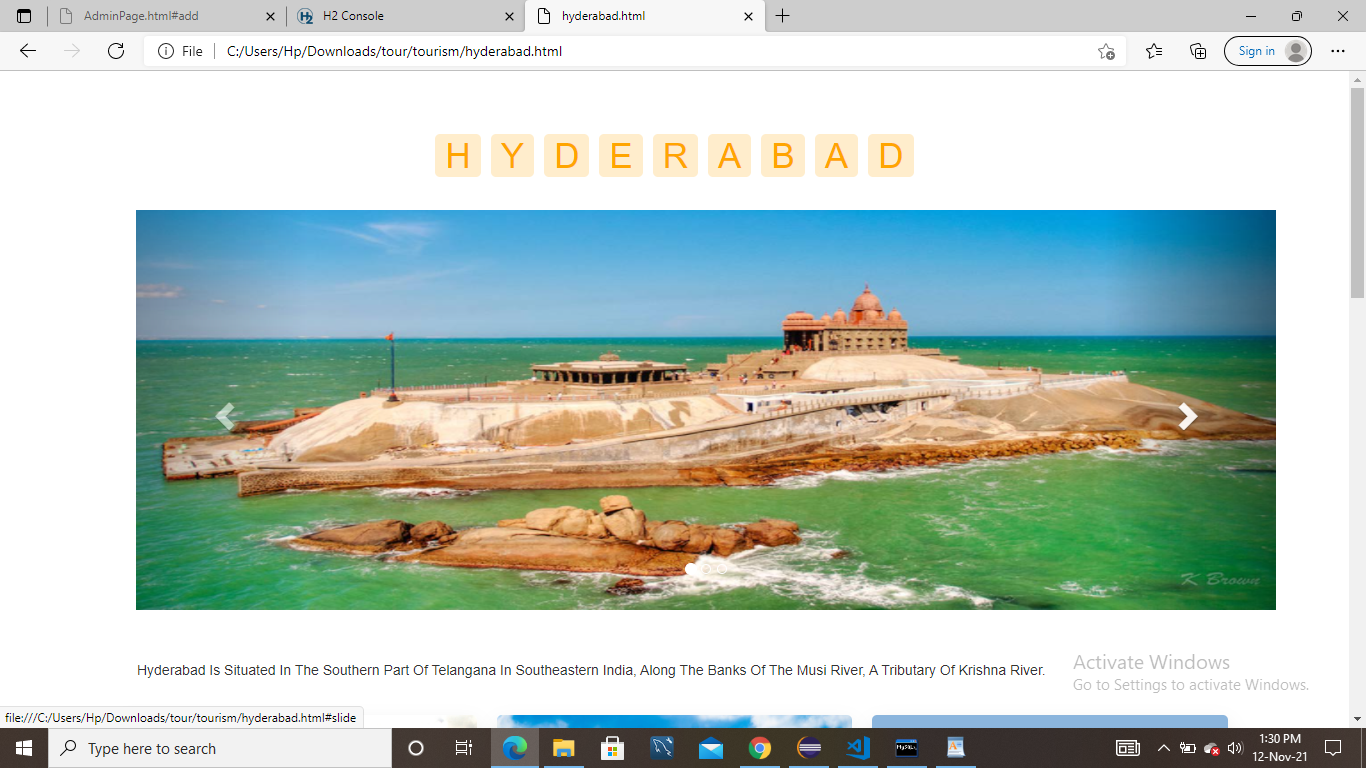 AdminPage.html#add
H2 Console
hyderabad.html
File
C:/Users/Hp/Downloads/tour/tourism/hyderabad.html
Sign in
HYDERABAD
K Brown
Hyderabad Is Situated In The Southern Part Of Telangana In Southeastern India, Along The Banks Of The Musi River, A Tributary Of Krishna River.
Activate Windows
Go to Settings to activate Windows.
file:///C:/Users/Hp/Downloads/tour/tourism/hyderabad.html#slide
Type here to search
MySQL
1:30 PM
12-Nov-21